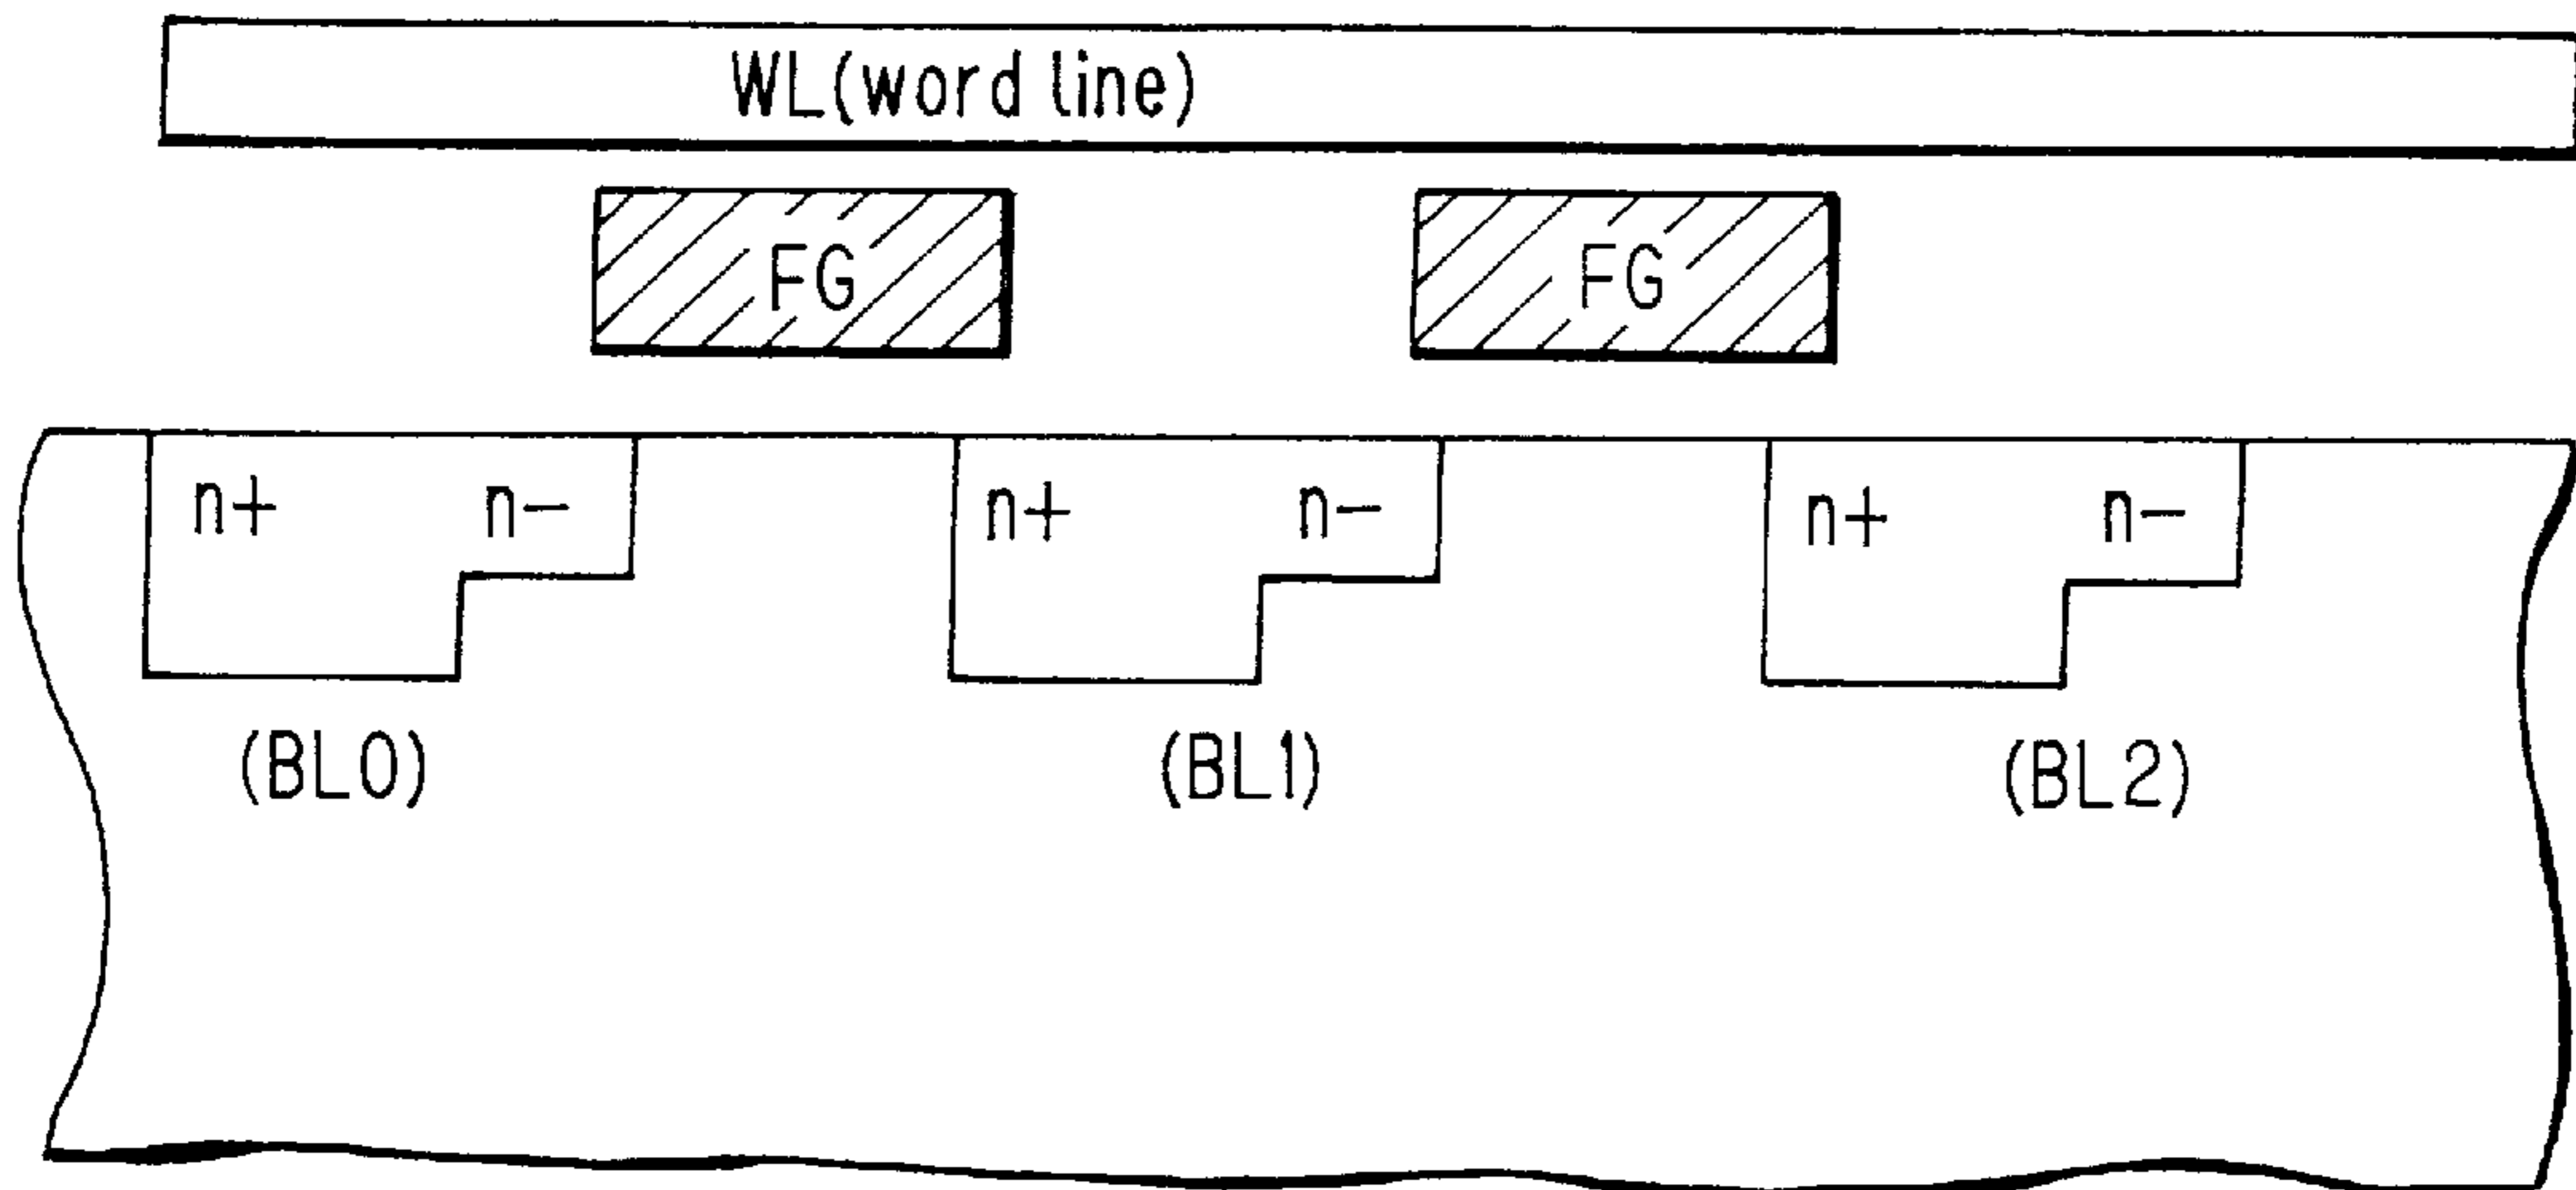 WL(word line)
FG FG
n+ n- n+ n- n+ n-
(BL0) (BL1) (BL2)